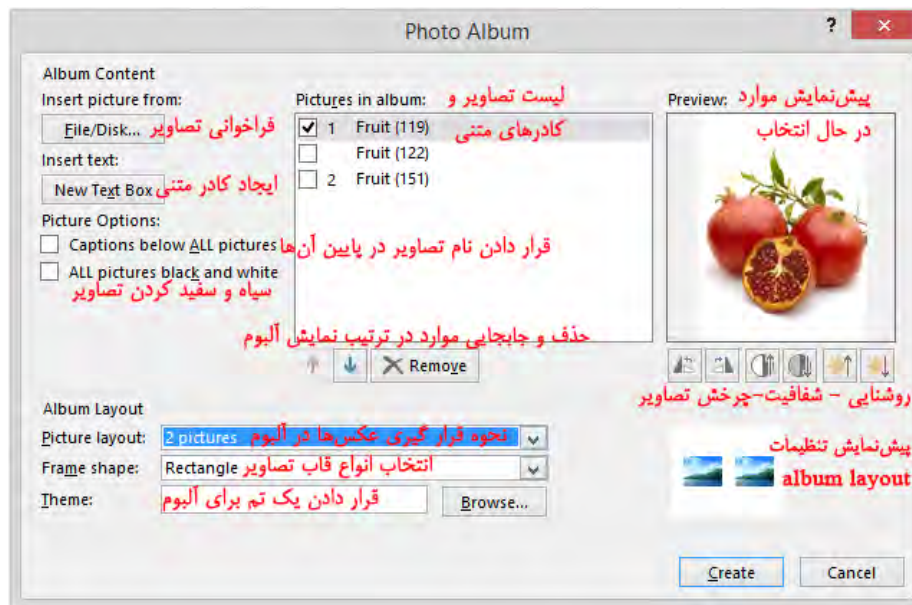 Photo Album
Album Content
Insert picture from:
File/Disk...
فراخوانی تصاویر
Insert text:
New Text Box
ایجاد کادر متنی
Picture Options:
Captions below ALL pictures
قرار دادن نام تصاویر در پایین آن‌ها
ALL pictures black and white
سیاه و سفید کردن تصاویر
Pictures in album:
لیست تصاویر و
کادرهای متنی
1 Fruit (119)
Fruit (122)
2 Fruit (151)
حذف و جابجایی موارد در ترتیب نمایش آلبوم
Remove
Preview:
پیش‌نمایش موارد
در حال انتخاب
روشنایی - شفافیت-چرخش تصاویر
Album Layout
Picture layout:
2 pictures
نحوه قرار گیری عکس‌ها در آلبوم
Frame shape:
Rectangle
انتخاب انواع قاب تصاویر
Theme:
قرار دادن یک تم برای آلبوم
Browse...
پیش‌نمایش تنظیمات
album layout
Create
Cancel